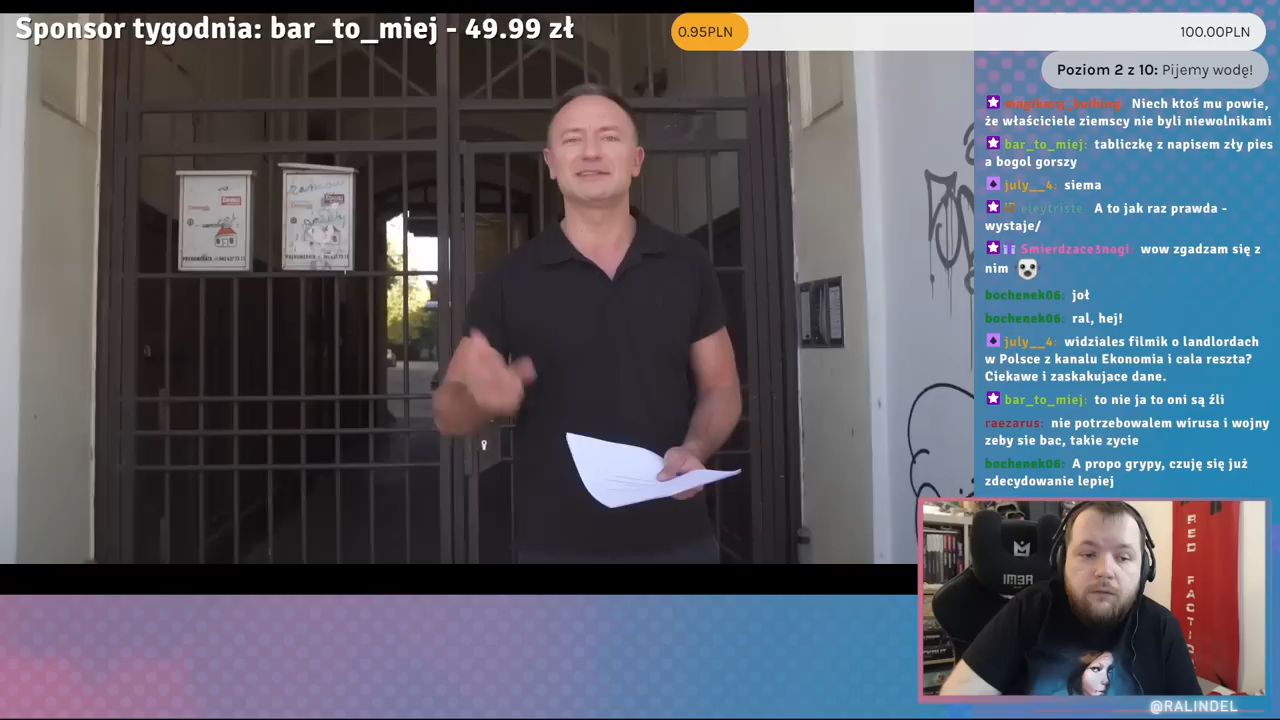 Sponsor tygodnia: bar_to_miej - 49.99 zł
0.95PLN
100.00PLN
Poziom 2 z 10: Pijemy wodę!
Niech ktoś mu powie,
że właściciele ziemscy nie byli niewolnikami
bar_to_miej: tabliczkę z napisem zły pies
a bogol gorszy
july__4: siema
eleytriste A to jak raz prawda -
wystaje/
Smierdzace3nogi: wow zgadzam się z
nim
bochenek06: joł
bochenek06: ral, hej!
july__4: widziales filmik o landlordach
w Polsce z kanalu Ekonomia i cala reszta?
Ciekawe i zaskakujace dane.
bar_to_miej: to nie ja to oni są źli
raezarus: nie potrzebowalem wirusa i wojny
zeby sie bac, takie zycie
bochenek06: A propo grypy, czuję się już
zdecydowanie lepiej
RED FACTIO
@RALINDEL